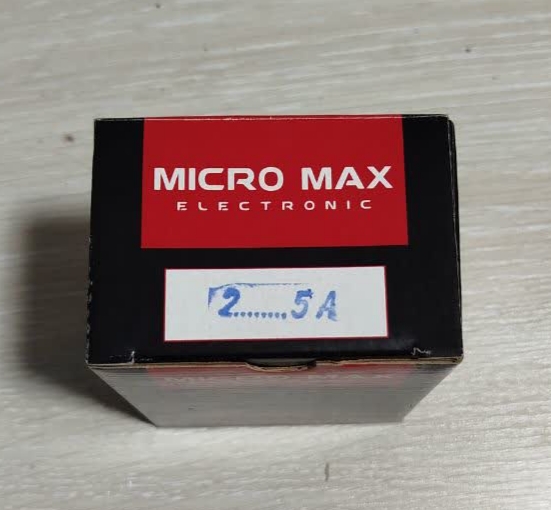 MICRO MAX
ELECTRONIC
2........5A